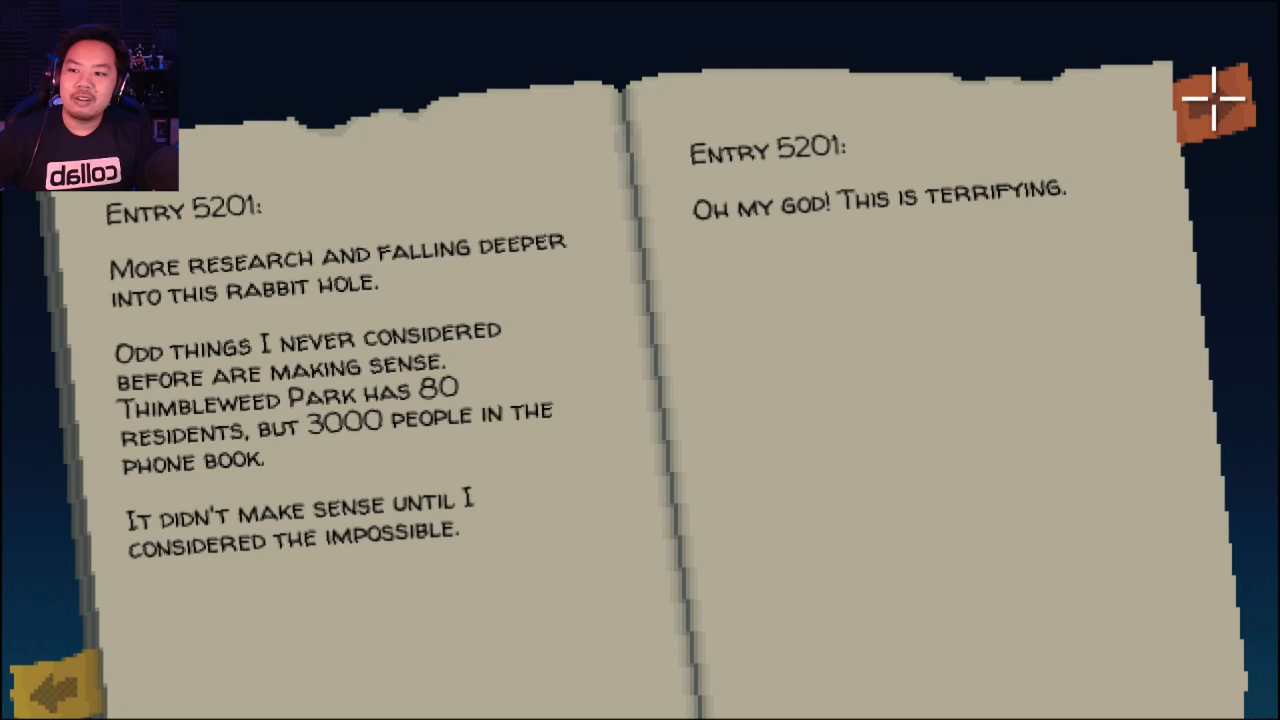 collab
Entry 5201:
More research and falling deeper
into this rabbit hole.
Odd things I never considered
before are making sense.
Thimbleweed Park has 80
residents, but 3000 people in the
phone book.
It didn't make sense until I
considered the impossible.
Entry 5201:
Oh my god! This is terrifying.